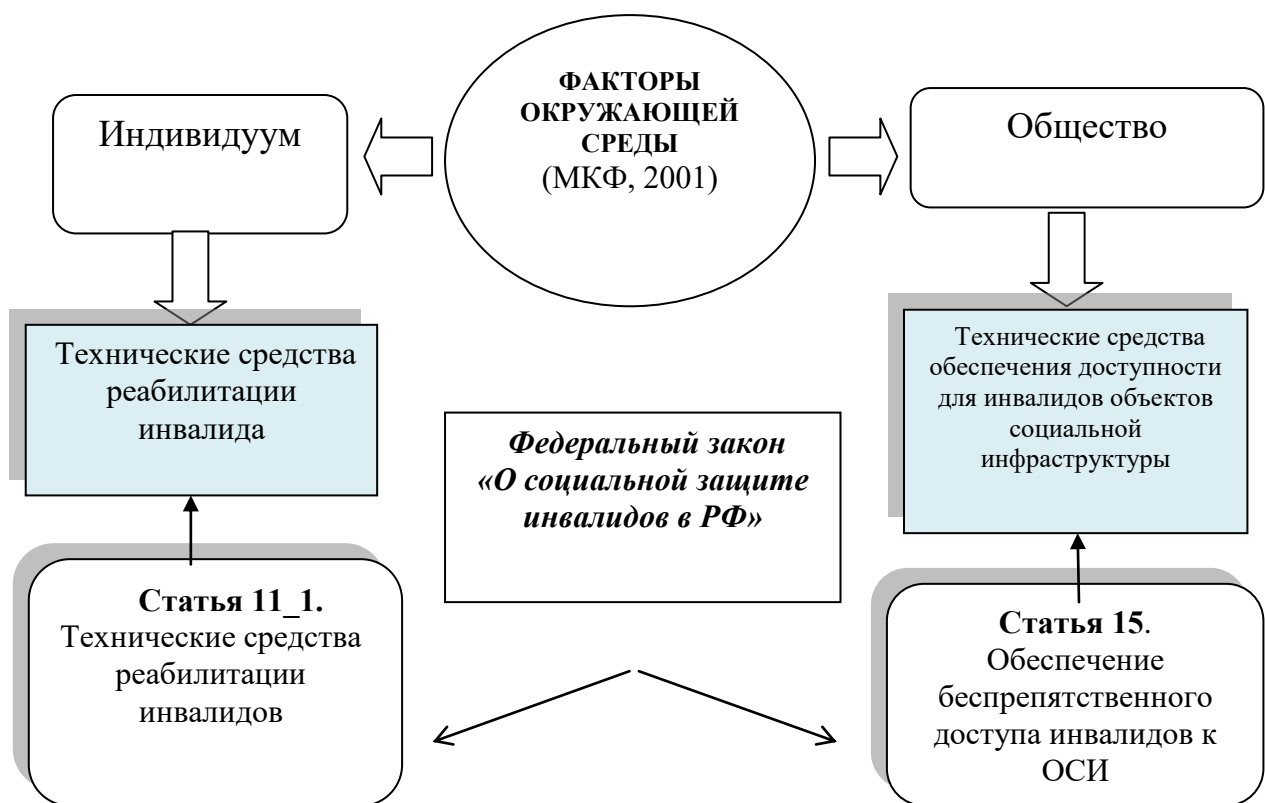 ФАКТОРЫ
ОКРУЖАЮЩЕЙ
СРЕДЫ
(МКФ, 2001)
Индивидуум
Общество
Технические средства
реабилитации
инвалида
Технические средства
обеспечения доступности
для инвалидов объектов
социальной
инфраструктуры
Федеральный закон
«О социальной защите
инвалидов в РФ»
Статья 11_1.
Технические средства
реабилитации
инвалидов
Статья 15.
Обеспечение
беспрепятственного
доступа инвалидов к
ОСИ